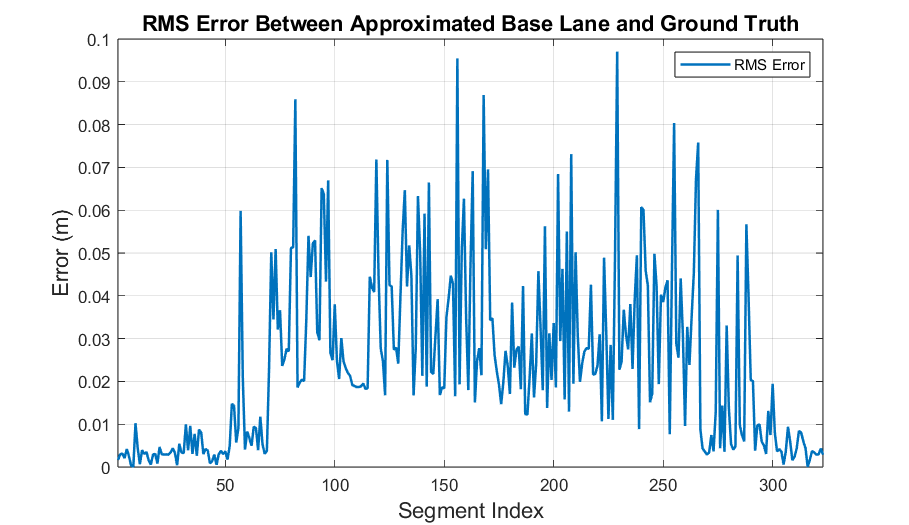 RMS Error Between Approximated Base Lane and Ground Truth
RMS Error
0.1
0.09
0.08
0.07
0.06
0.05
0.04
0.03
0.02
0.01
0
Error (m)
50 100 150 200 250 300
Segment Index